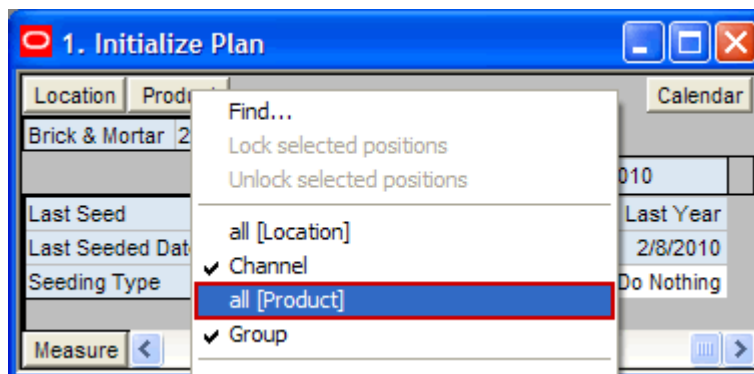 1. Initialize Plan
Location Calendar
Brick & Mortar 2
010
Last Seed Last Year
Last Seeded 2/8/2010
Seeding Type Do Nothing
Measure
Find...
Lock selected positions
Unlock selected positions
all [Location]
Channel
all [Product]
Group